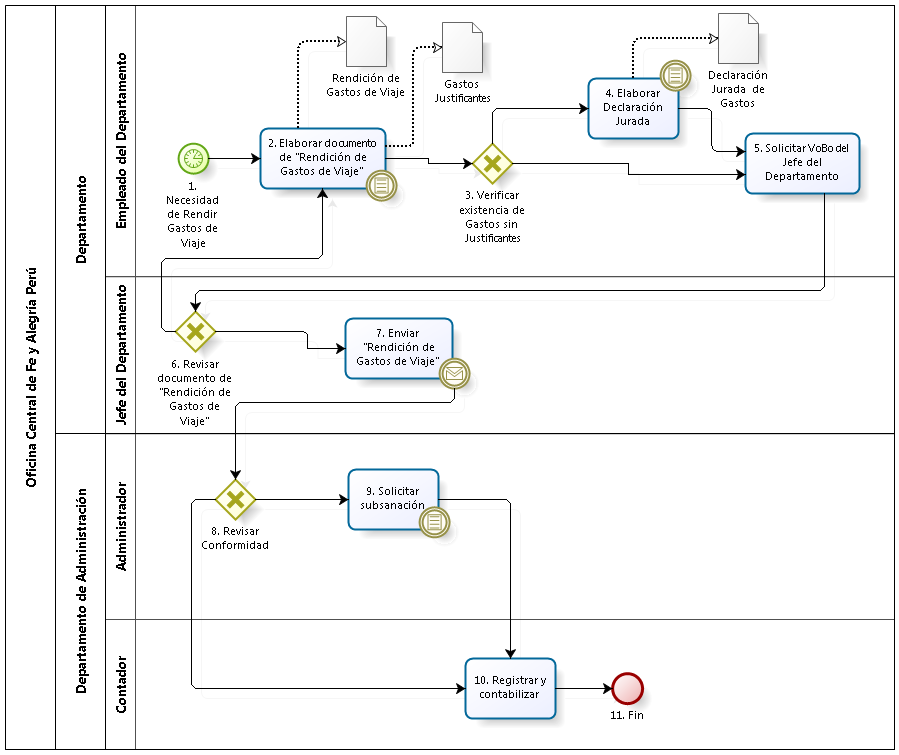 Oficina Central de Fe y Alegría Perú
Departamento
Empleado del Departamento
Rendición de
Gastos de Viaje
Gastos
Justificantes
Declaración
Jurada de
Gastos
1.
Necesidad
de Rendir
Gastos de
Viaje
2. Elaborar documento
de "Rendición de
Gastos de Viaje"
3. Verificar
existencia de
Gastos sin
Justificantes
4. Elaborar
Declaración
Jurada
5. Solicitar VoBo del
Jefe del
Departamento
Jefe del Departamento
6. Revisar
documento de
"Rendición de
Gastos de
Viaje"
7. Enviar
"Rendición de
Gastos de Viaje"
Departamento de Administración
Administrador
8. Revisar
Conformidad
9. Solicitar
subsanación
Contador
10. Registrar y
contabilizar
11. Fin